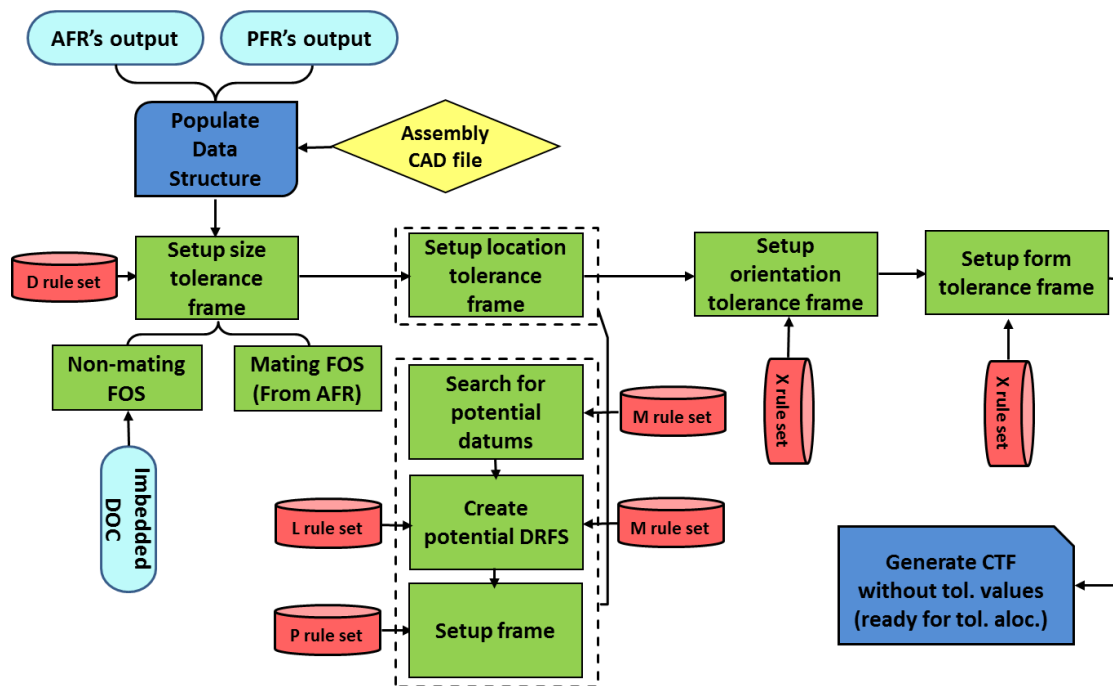 AFR's output
PFR's output
Populate
Data
Structure
Assembly
CAD file
D rule set
Setup size
tolerance
frame
Setup location
tolerance
frame
Setup
orientation
tolerance frame
Setup form
tolerance frame
Non-mating
FOS
Mating FOS
(From AFR)
Imbedded
DOC
Search for
potential
datums
M rule set
X rule set
X rule set
L rule set
Create
potential DRFS
M rule set
P rule set
Setup frame
Generate CTF
without tol. values
(ready for tol. aloc.)